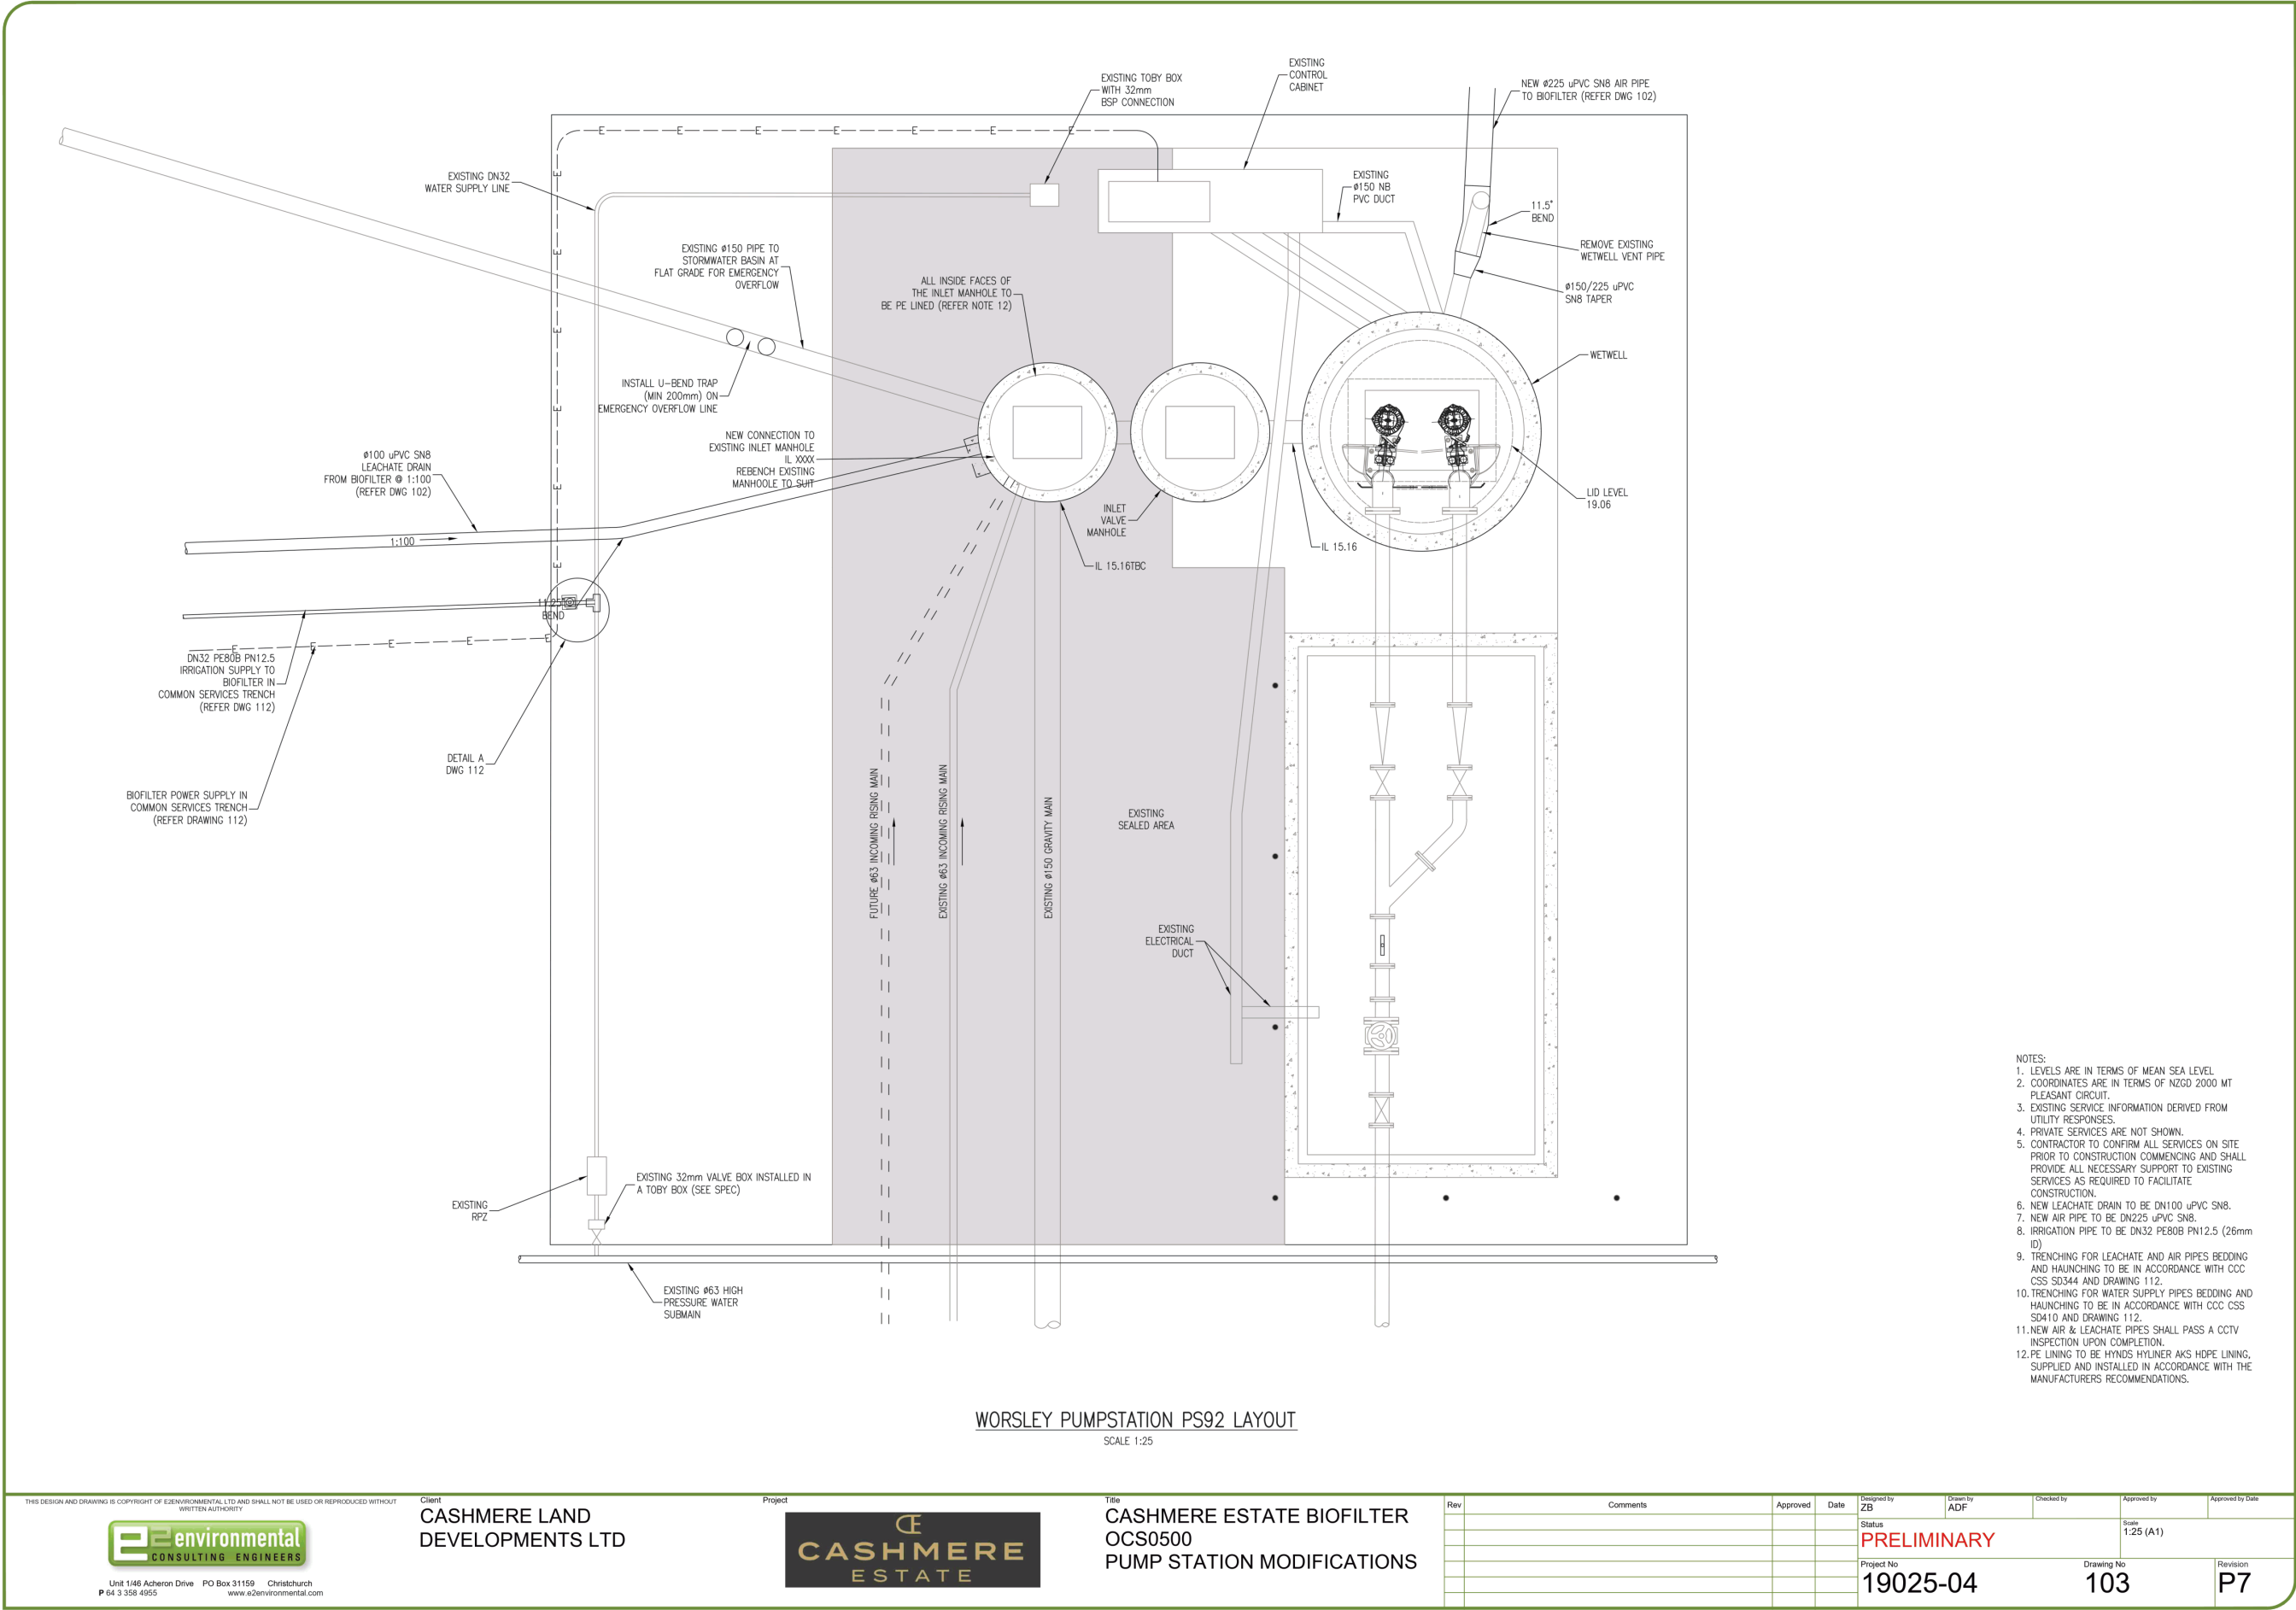 EXISTING TOBY BOX
WITH 32mm
BSP CONNECTION
EXISTING
CONTROL
CABINET
NEW ø225 uPVC SN8 AIR PIPE
TO BIOFILTER (REFER DWG 102)
EXISTING DN32
WATER SUPPLY LINE
EXISTING
ø150 NB
PVC DUCT
11.5°
BEND
REMOVE EXISTING
WETWELL VENT PIPE
ø150/225 uPVC
SN8 TAPER
EXISTING ø150 PIPE TO
STORMWATER BASIN AT
FLAT GRADE FOR EMERGENCY
OVERFLOW
ALL INSIDE FACES OF
THE INLET MANHOLE TO
BE PE LINED (REFER NOTE 12)
WETWELL
INSTALL U-BEND TRAP
(MIN 200mm) ON
EMERGENCY OVERFLOW LINE
NEW CONNECTION TO
EXISTING INLET MANHOLE
IL XXXX
REBENCH EXISTING
MANHOOLE TO SUIT
ø100 uPVC SN8
LEACHATE DRAIN
FROM BIOFILTER @ 1:100
(REFER DWG 102)
LID LEVEL
19.06
INLET
VALVE
MANHOLE
1:100
IL 15.16
IL 15.16TBC
BEND
E E E E E E E
E E E E E E
E E E E E
DN32 PE80B PN12.5
IRRIGATION SUPPLY TO
BIOFILTER IN
COMMON SERVICES TRENCH
(REFER DWG 112)
DETAIL A
DWG 112
BIOFILTER POWER SUPPLY IN
COMMON SERVICES TRENCH
(REFER DRAWING 112)
FUTURE ø63 INCOMING RISING MAIN
EXISTING ø63 INCOMING RISING MAIN
EXISTING ø150 GRAVITY MAIN
EXISTING
SEALED AREA
EXISTING
ELECTRICAL
DUCT
EXISTING 32mm VALVE BOX INSTALLED IN
A TOBY BOX (SEE SPEC)
EXISTING
RPZ
EXISTING ø63 HIGH
PRESSURE WATER
SUBMAIN
NOTES:
1. LEVELS ARE IN TERMS OF MEAN SEA LEVEL
2. COORDINATES ARE IN TERMS OF NZGD 2000 MT
PLEASANT CIRCUIT.
3. EXISTING SERVICE INFORMATION DERIVED FROM
UTILITY RESPONSES.
4. PRIVATE SERVICES ARE NOT SHOWN.
5. CONTRACTOR TO CONFIRM ALL SERVICES ON SITE
PRIOR TO CONSTRUCTION COMMENCING AND SHALL
PROVIDE ALL NECESSARY SUPPORT TO EXISTING
SERVICES AS REQUIRED TO FACILITATE
CONSTRUCTION.
6. NEW LEACHATE DRAIN TO BE DN100 uPVC SN8.
7. NEW AIR PIPE TO BE DN225 uPVC SN8.
8. IRRIGATION PIPE TO BE DN32 PE80B PN12.5 (26mm
ID)
9. TRENCHING FOR LEACHATE AND AIR PIPES BEDDING
AND HAUNCHING TO BE IN ACCORDANCE WITH CCC
CSS SD344 AND DRAWING 112.
10. TRENCHING FOR WATER SUPPLY PIPES BEDDING AND
HAUNCHING TO BE IN ACCORDANCE WITH CCC CSS
SD410 AND DRAWING 112.
11. NEW AIR & LEACHATE PIPES SHALL PASS A CCTV
INSPECTION UPON COMPLETION.
12. PE LINING TO BE HYNDS HYLINER AKS HDPE LINING,
SUPPLIED AND INSTALLED IN ACCORDANCE WITH THE
MANUFACTURERS RECOMMENDATIONS.
WORSLEY PUMPSTATION PS92 LAYOUT
SCALE 1:25
THIS DESIGN AND DRAWING IS COPYRIGHT OF E2ENVIRONMENTAL LTD AND SHALL NOT BE USED OR REPRODUCED WITHOUT
WRITTEN AUTHORITY
e2environmental
CONSULTING ENGINEERS
Unit 1/46 Acheron Drive PO Box 31159 Christchurch
P 64 3 358 4955 www.e2environmental.com
Client
CASHMERE LAND
DEVELOPMENTS LTD
Project
CE
CASHMERE
ESTATE
Title
CASHMERE ESTATE BIOFILTER
OCS0500
PUMP STATION MODIFICATIONS
Rev Comments Approved Date
Designed by
ZB
Drawn by
ADF
Checked by
Approved by
Approved by Date
Status
PRELIMINARY
Scale
1:25 (A1)
Project No
19025-04
Drawing No
103
Revision
P7